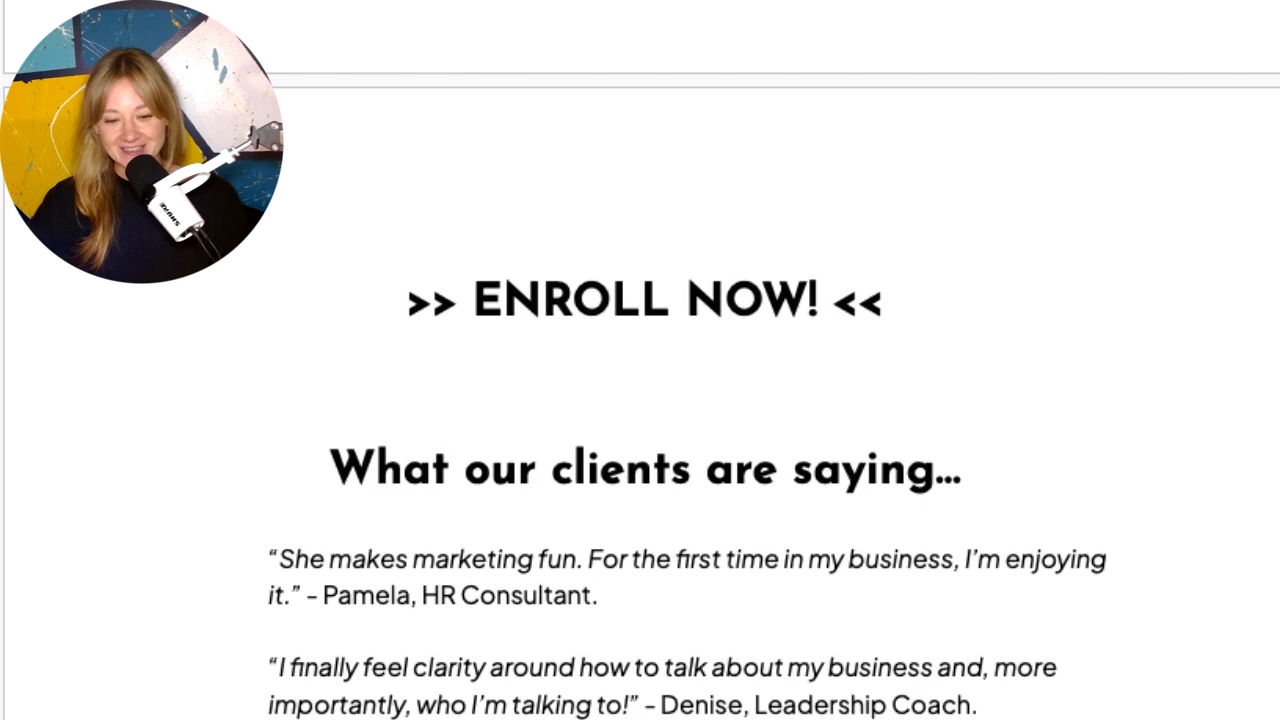 SHURE
>> ENROLL NOW! <<
What our clients are saying...
“She makes marketing fun. For the first time in my business, I’m enjoying
it.” – Pamela, HR Consultant.
“I finally feel clarity around how to talk about my business and, more
importantly, who I’m talking to!” – Denise, Leadership Coach.